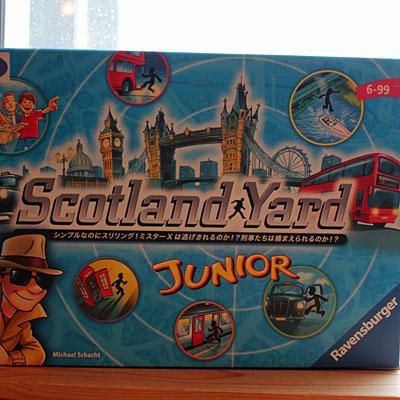 6-99
Scotland Yard
シンプルなのにスリリング！ミスターXは逃げきれるのか！？刑事たちは捕まえられるのか！？
JUNIOR
Michael Schacht
Ravensburger